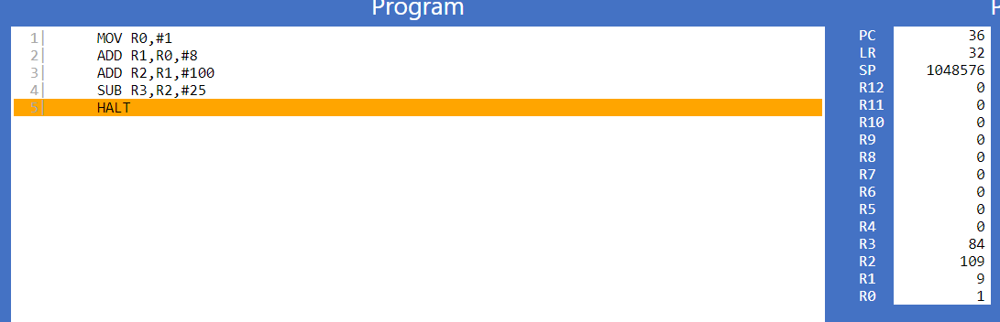 Program
1| MOV R0,#1
2| ADD R1,R0,#8
3| ADD R2,R1,#100
4| SUB R3,R2,#25
5| HALT
PC 36
LR 32
SP 1048576
R12 0
R11 0
R10 0
R9 0
R8 0
R7 0
R6 0
R5 0
R4 0
R3 84
R2 109
R1 9
R0 1